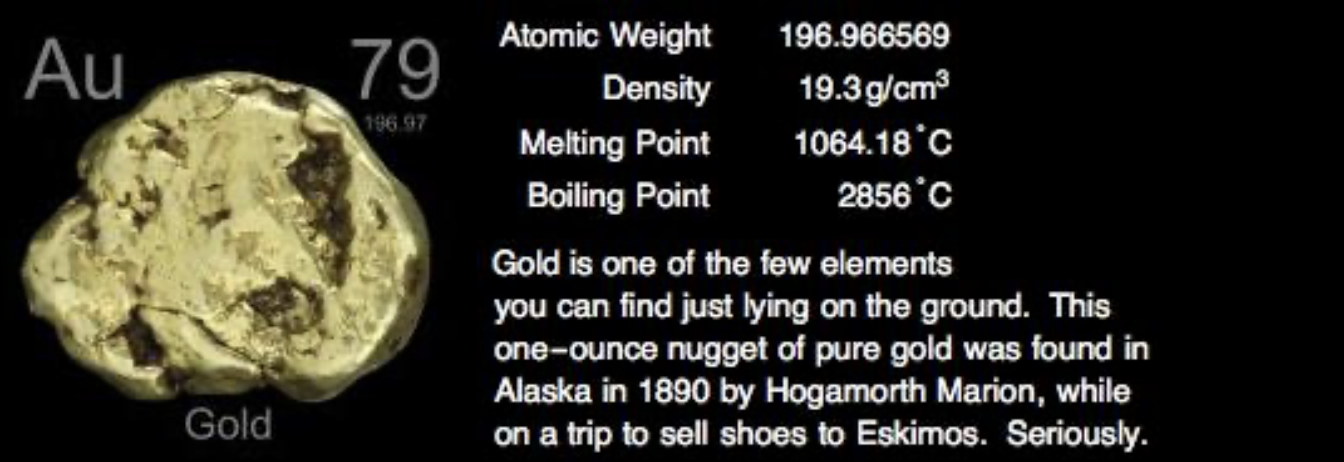 Au 79
196.97
Gold
Atomic Weight 196.966569
Density 19.3 g/cm³
Melting Point 1064.18˚C
Boiling Point 2856˚C
Gold is one of the few elements
you can find just lying on the ground. This
one–ounce nugget of pure gold was found in
Alaska in 1890 by Hogamorth Marion, while
on a trip to sell shoes to Eskimos. Seriously.